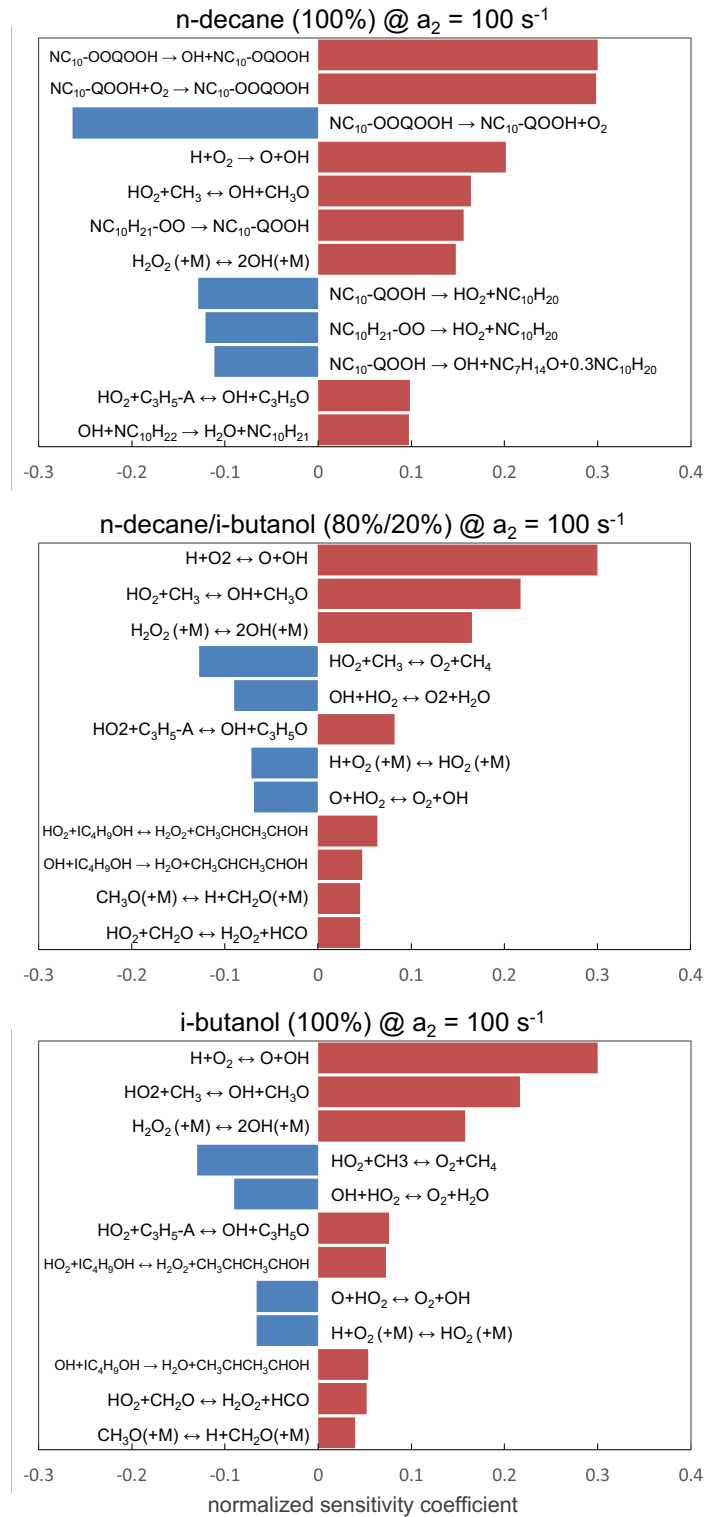 n-decane (100%) @ a₂ = 100 s⁻¹
NC₁₀-OOQOOH → OH+NC₁₀-OQOOH
NC₁₀-QOOH+O₂ → NC₁₀-OOQOOH
NC₁₀-OOQOOH → NC₁₀-QOOH+O₂
H+O₂ → O+OH
HO₂+CH₃ ↔ OH+CH₃O
NC₁₀H₂₁-OO → NC₁₀-QOOH
H₂O₂ (+M) ↔ 2OH(+M)
NC₁₀-QOOH → HO₂+NC₁₀H₂₀
NC₁₀H₂₁-OO → HO₂+NC₁₀H₂₀
NC₁₀-QOOH → OH+NC₇H₁₄O+0.3NC₁₀H₂₀
HO₂+C₃H₅-A ↔ OH+C₃H₅O
OH+NC₁₀H₂₂ → H₂O+NC₁₀H₂₁
-0.3 -0.2 -0.1 0 0.1 0.2 0.3 0.4
n-decane/i-butanol (80%/20%) @ a₂ = 100 s⁻¹
H+O2 ↔ O+OH
HO₂+CH₃ ↔ OH+CH₃O
H₂O₂ (+M) ↔ 2OH(+M)
HO₂+CH₃ ↔ O₂+CH₄
OH+HO₂ ↔ O2+H₂O
HO2+C₃H₅-A ↔ OH+C₃H₅O
H+O₂ (+M) ↔ HO₂ (+M)
O+HO₂ ↔ O₂+OH
HO₂+IC₄H₉OH ↔ H₂O₂+CH₃CHCH₃CHOH
OH+IC₄H₉OH → H₂O+CH₃CHCH₃CHOH
CH₃O(+M) ↔ H+CH₂O(+M)
HO₂+CH₂O ↔ H₂O₂+HCO
-0.3 -0.2 -0.1 0 0.1 0.2 0.3 0.4
i-butanol (100%) @ a₂ = 100 s⁻¹
H+O₂ ↔ O+OH
HO2+CH₃ ↔ OH+CH₃O
H₂O₂ (+M) ↔ 2OH(+M)
HO₂+CH3 ↔ O₂+CH₄
OH+HO₂ ↔ O₂+H₂O
HO₂+C₃H₅-A ↔ OH+C₃H₅O
HO₂+IC₄H₉OH ↔ H₂O₂+CH₃CHCH₃CHOH
O+HO₂ ↔ O₂+OH
H+O₂ (+M) ↔ HO₂ (+M)
OH+IC₄H₉OH → H₂O+CH₃CHCH₃CHOH
HO₂+CH₂O ↔ H₂O₂+HCO
CH₃O(+M) ↔ H+CH₂O(+M)
-0.3 -0.2 -0.1 0 0.1 0.2 0.3 0.4
normalized sensitivity coefficient